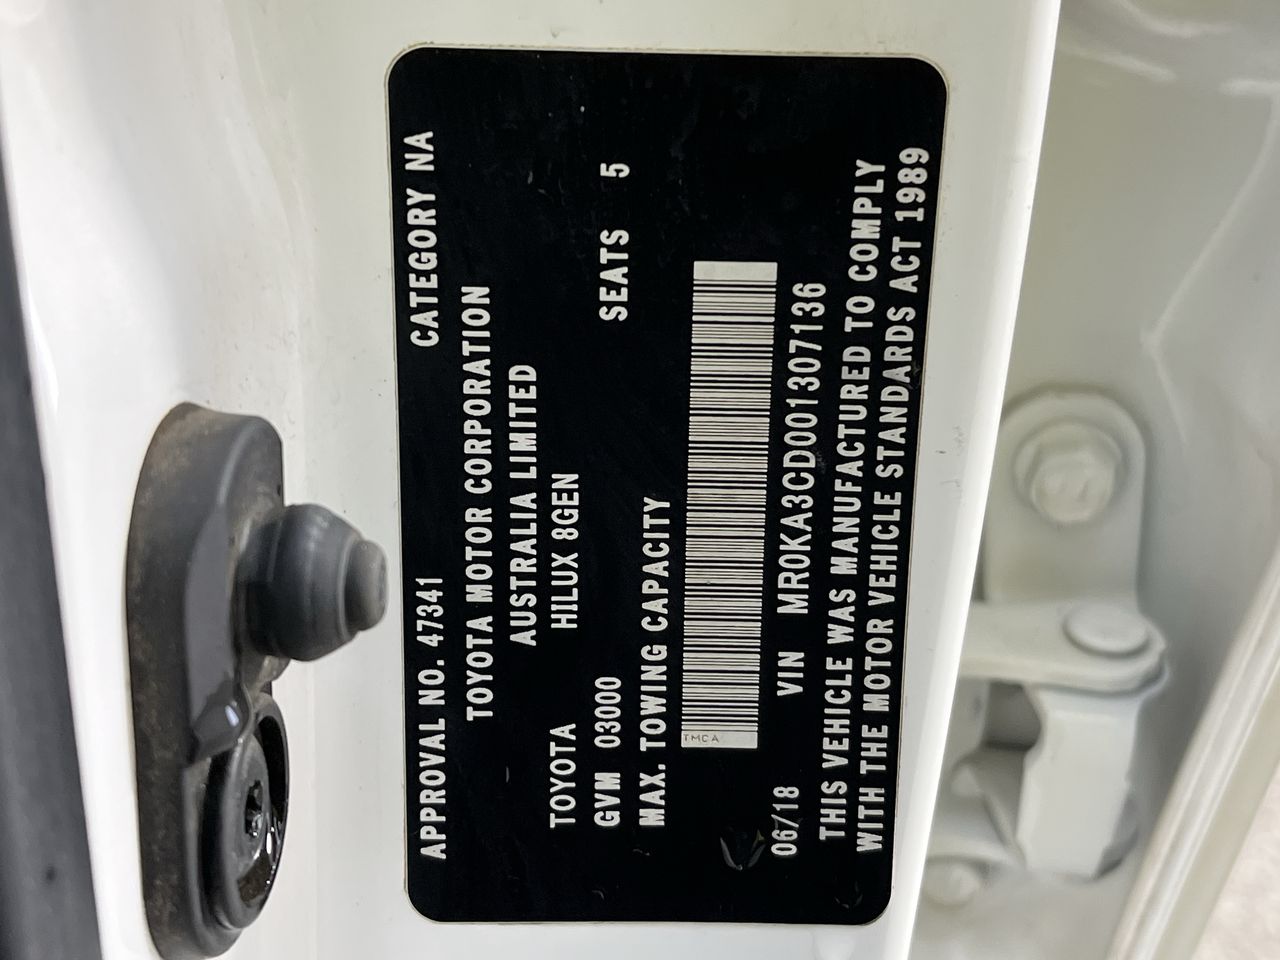 APPROVAL NO. 47341 CATEGORY NA
TOYOTA MOTOR CORPORATION
AUSTRALIA LIMITED
TOYOTA HILUX 8GEN
GVM 03000 SEATS 5
MAX. TOWING CAPACITY
TMCA
06/18 VIN MR0KA3CD001307136
THIS VEHICLE WAS MANUFACTURED TO COMPLY
WITH THE MOTOR VEHICLE STANDARDS ACT 1989